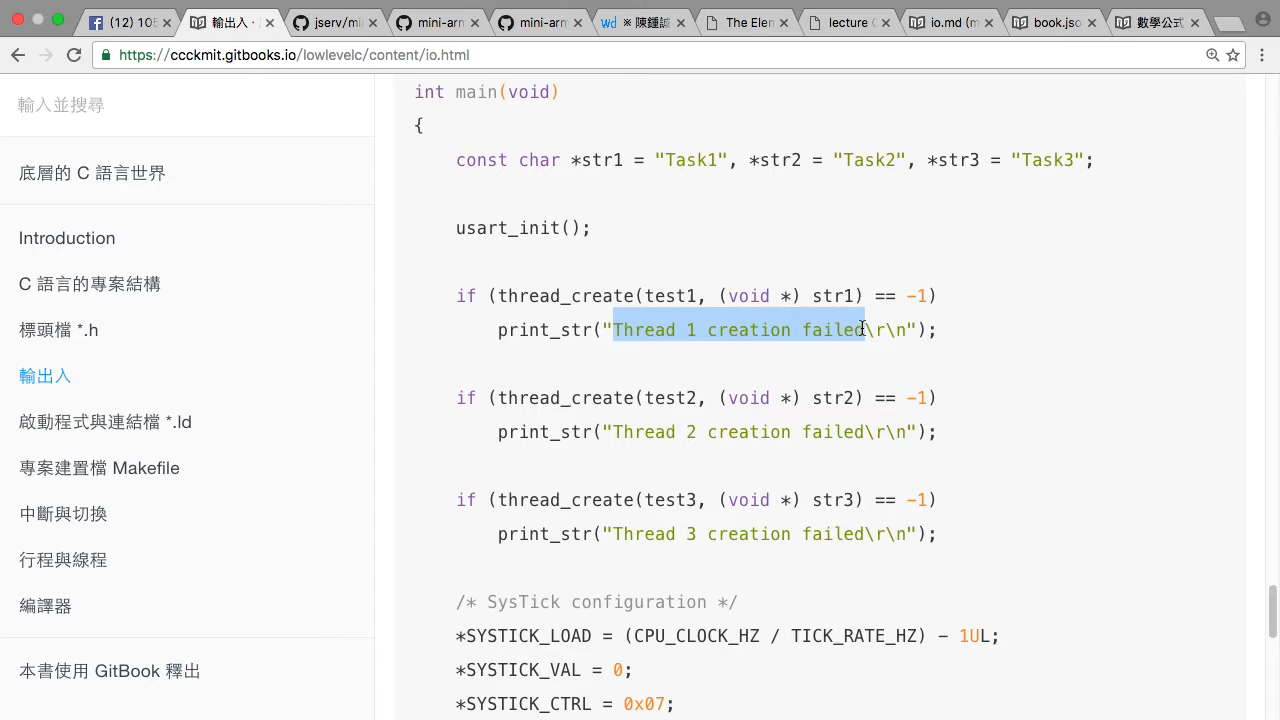 (12) 105
輸出入 ·
jserv/mi
mini-arm
mini-arm
Wd ※ 陳鍾誠
The Elen
lecture
io.md (m
book.jso
數學公式
https://ccckmit.gitbooks.io/lowlevelc/content/io.html
輸入並搜尋
底層的 C 語言世界
Introduction
C 語言的專案結構
標頭檔 *.h
輸出入
啟動程式與連結檔 *.ld
專案建置檔 Makefile
中斷與切換
行程與線程
編譯器
本書使用 GitBook 釋出
int main(void)
{
const char *str1 = "Task1", *str2 = "Task2", *str3 = "Task3";
usart_init();
if (thread_create(test1, (void *) str1) == -1)
print_str("Thread 1 creation failed\r\n");
if (thread_create(test2, (void *) str2) == -1)
print_str("Thread 2 creation failed\r\n");
if (thread_create(test3, (void *) str3) == -1)
print_str("Thread 3 creation failed\r\n");
/* SysTick configuration */
*SYSTICK_LOAD = (CPU_CLOCK_HZ / TICK_RATE_HZ) - 1UL;
*SYSTICK_VAL = 0;
*SYSTICK_CTRL = 0x07;